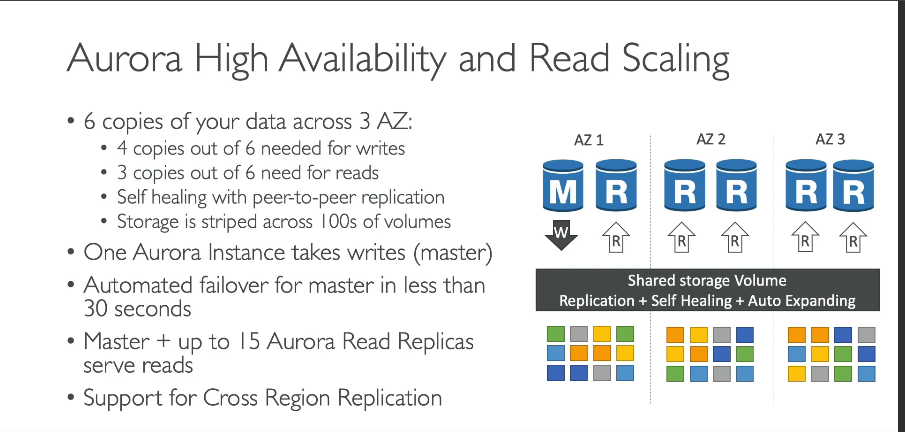 Aurora High Availability and Read Scaling
• 6 copies of your data across 3 AZ:
• 4 copies out of 6 needed for writes
• 3 copies out of 6 need for reads
• Self healing with peer-to-peer replication
• Storage is striped across 100s of volumes
• One Aurora Instance takes writes (master)
• Automated failover for master in less than
30 seconds
• Master + up to 15 Aurora Read Replicas
serve reads
• Support for Cross Region Replication
AZ 1 AZ 2 AZ 3
M R R R R R
W R R R R R
Shared storage Volume
Replication + Self Healing + Auto Expanding